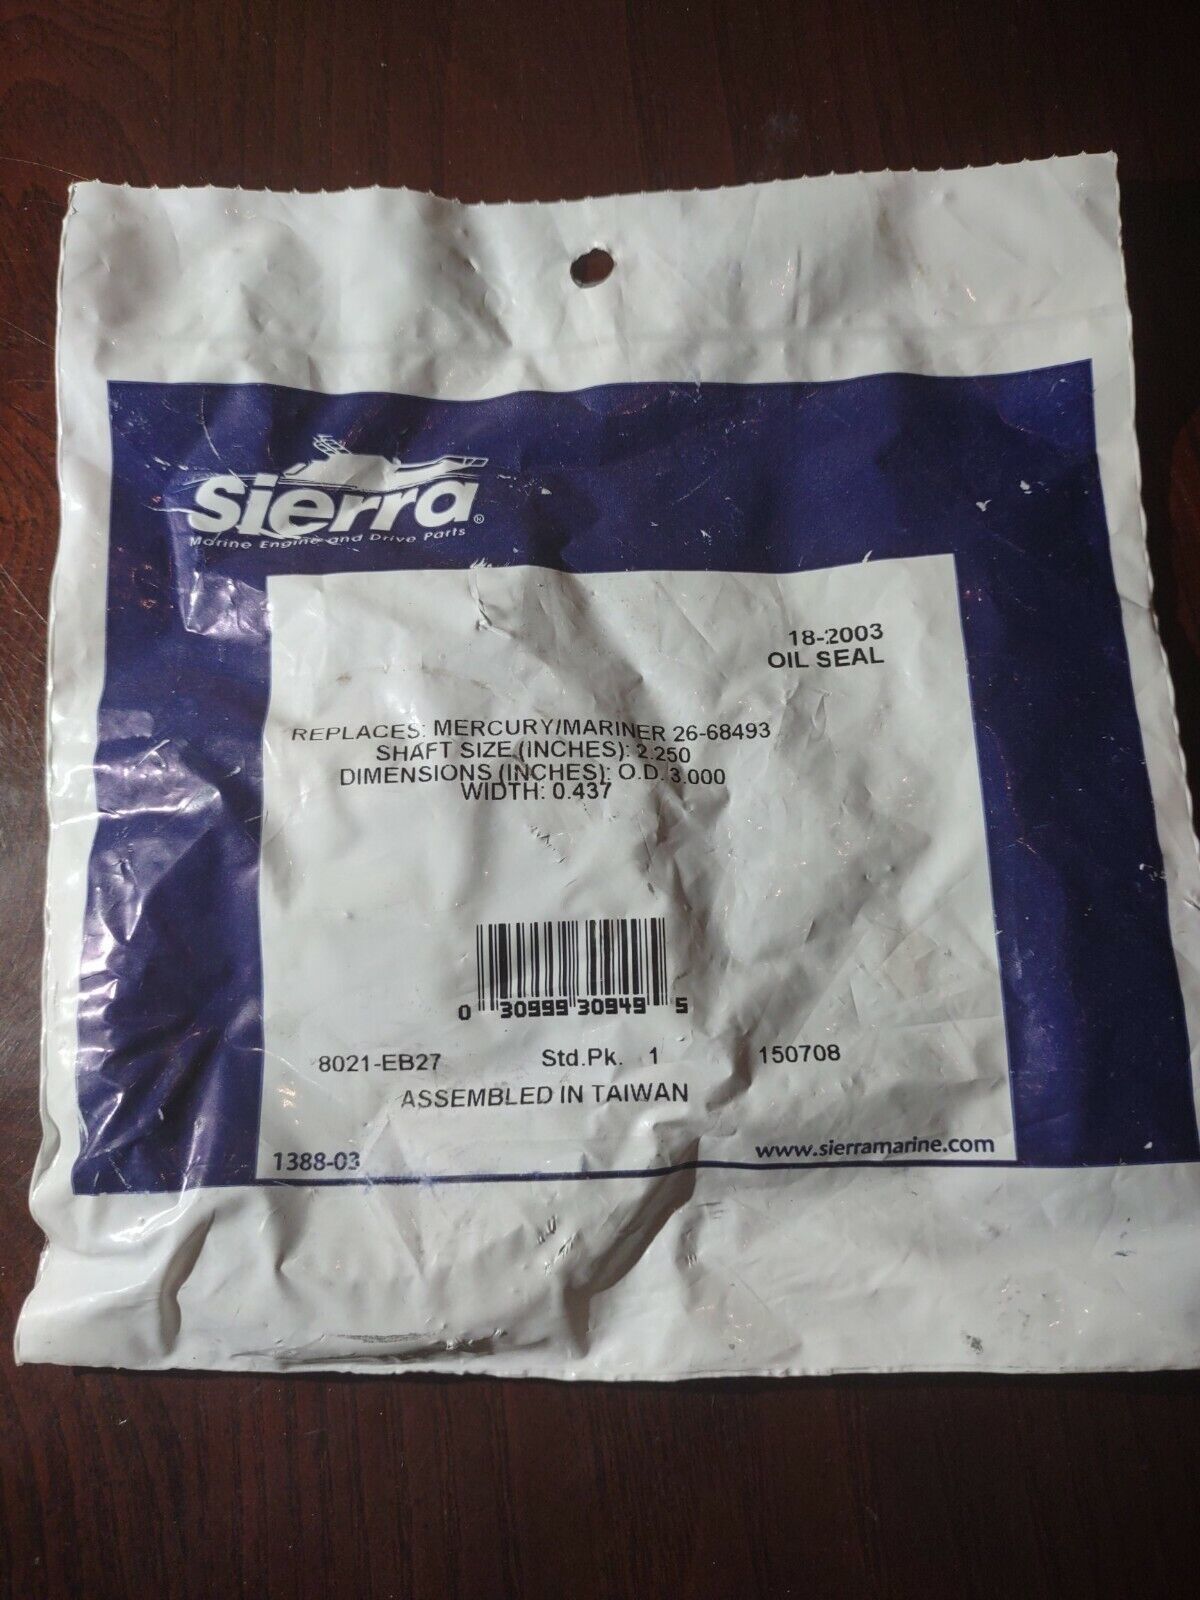 Sierra®
Marine Engine and Drive Parts
18-2003
OIL SEAL
REPLACES: MERCURY/MARINER 26-68493
SHAFT SIZE (INCHES): 2.250
DIMENSIONS (INCHES): O.D. 3.000
WIDTH: 0.437
0 30999 30949 5
8021-EB27 Std.Pk. 1 150708
ASSEMBLED IN TAIWAN
1388-03 www.sierramarine.com